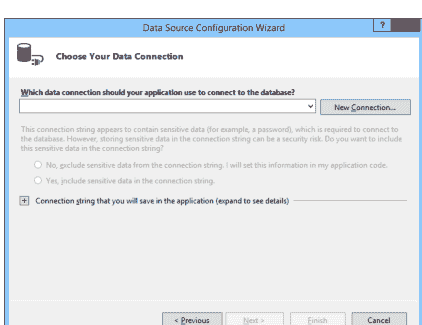 Data Source Configuration Wizard
?
Choose Your Data Connection
Which data connection should your application use to connect to the database?
New Connection...
This connection string appears to contain sensitive data (for example, a password), which is required to connect to
the database. However, storing sensitive data in the connection string can be a security risk. Do you want to include
this sensitive data in the connection string?
No, exclude sensitive data from the connection string. I will set this information in my application code.
Yes, include sensitive data in the connection string.
+ Connection string that you will save in the application (expand to see details)
< Previous
Next >
Finish
Cancel